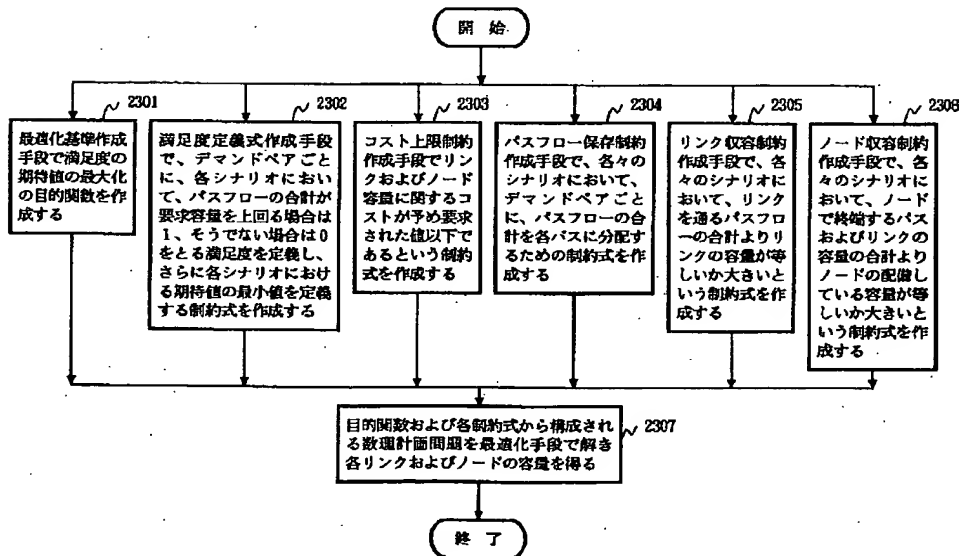 開始
2301
最適化基準作成
手段で満足度の
期待値の最大化
の目的関数を作
成する
2302
満足度定義式作成手段
で、デマンドペアごと
に、各シナリオにおい
て、パスフローの合計が
要求容量を上回る場合は
1、そうでない場合は0
をとる満足度を定義し、
さらに各シナリオにおけ
る期待値の最小値を定義
する制約式を作成する
2303
コスト上限制約
作成手段でリン
クおよびノード
容量に関するコ
ストが予め要求
された値以下で
あるという制約
式を作成する
2304
パスフロー保存制約
作成手段で、各々の
シナリオにおいて、
デマンドペアごと
に、パスフローの合
計を各パスに分配す
るための制約式を作
成する
2305
リンク収容制約
作成手段で、各
々のシナリオに
おいて、リンク
を通るパスフロ
ーの合計よりリ
ンクの容量が等
しいか大きいと
いう制約式を作
成する
2306
ノード収容制約
作成手段で、各
々のシナリオに
おいて、ノード
で終端するパス
およびリンクの
容量の合計より
ノードの配備し
ている容量が等
しいか大きいと
いう制約式を作
成する
目的関数および各制約式から構成され
る数理計画問題を最適化手段で解き
各リンクおよびノードの容量を得る
2307
終了